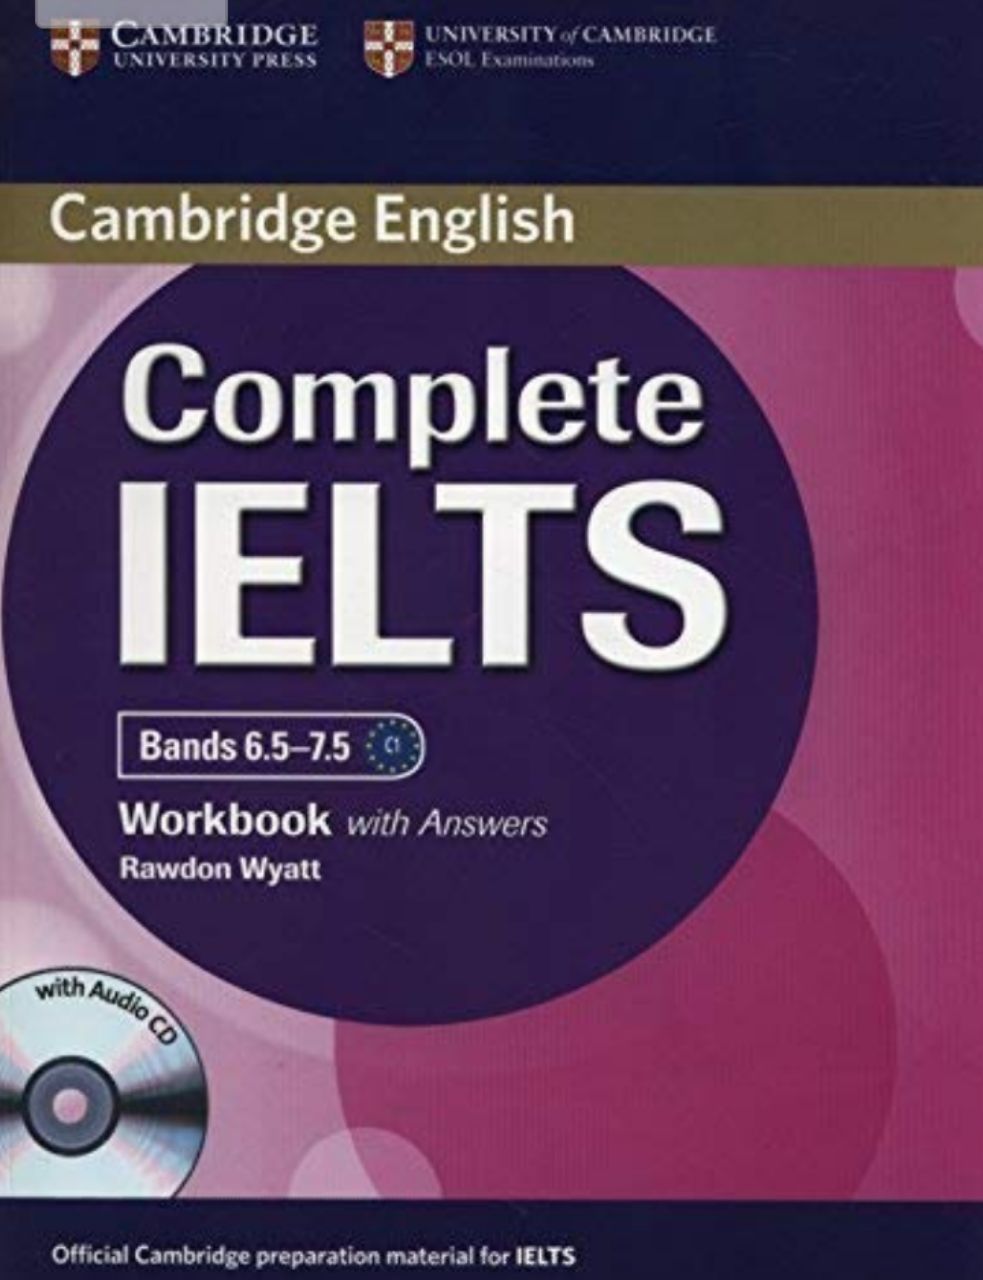 CAMBRIDGE
UNIVERSITY PRESS
UNIVERSITY of CAMBRIDGE
ESOL Examinations
Cambridge English
Complete
IELTS
Bands 6.5–7.5 C1
Workbook with Answers
Rawdon Wyatt
with Audio CD
Official Cambridge preparation material for IELTS